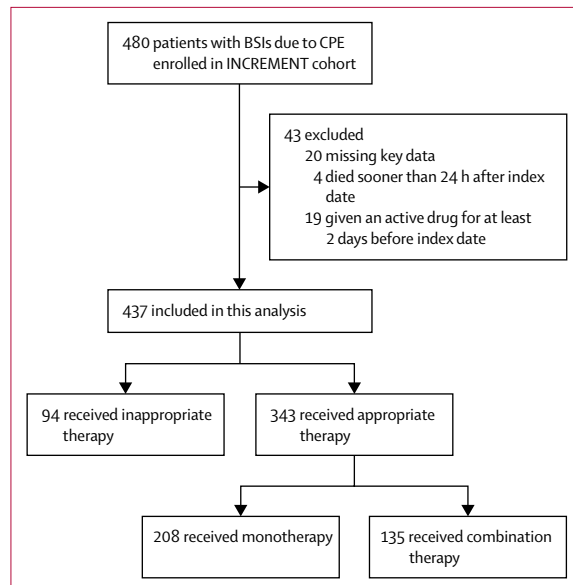 480 patients with BSIs due to CPE
enrolled in INCREMENT cohort
43 excluded
20 missing key data
4 died sooner than 24 h after index
date
19 given an active drug for at least
2 days before index date
437 included in this analysis
94 received inappropriate
therapy
343 received appropriate
therapy
208 received monotherapy
135 received combination
therapy